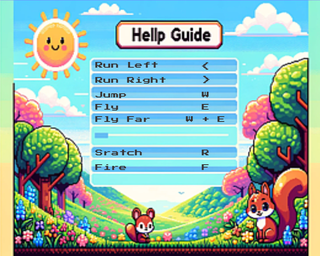 Hellp Guide
Run Left <
Run Right >
Jump W
Fly E
Fly Far W + E
Sratch R
Fire F